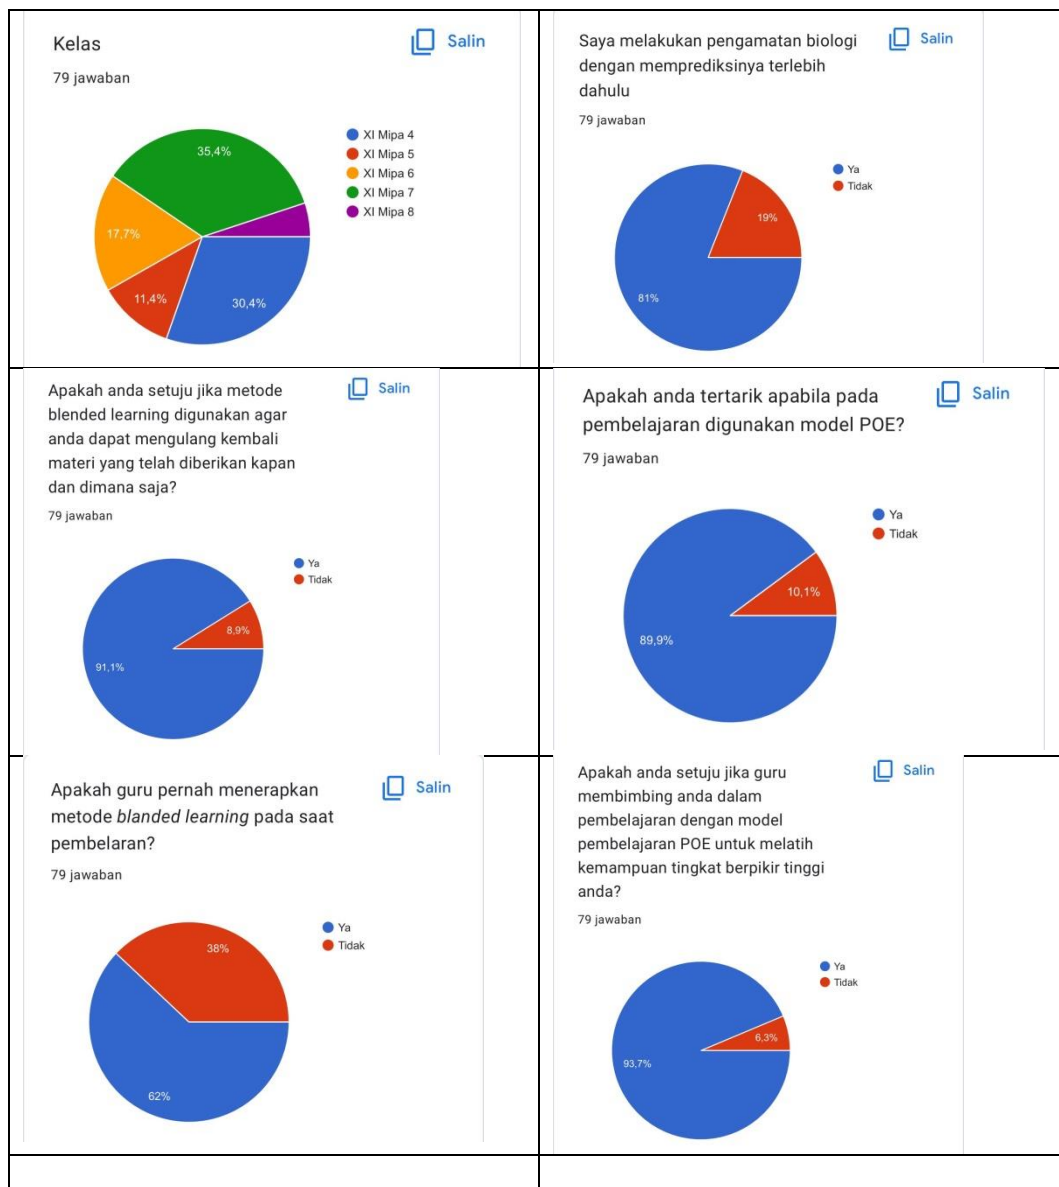 Kelas
Salin
79 jawaban
XI Mipa 4
XI Mipa 5
XI Mipa 6
XI Mipa 7
XI Mipa 8
35,4%
17,7%
11,4%
30,4%
Saya melakukan pengamatan biologi
Salin
dengan memprediksinya terlebih
dahulu
79 jawaban
Ya
Tidak
19%
81%
Apakah anda setuju jika metode
Salin
blended learning digunakan agar
anda dapat mengulang kembali
materi yang telah diberikan kapan
dan dimana saja?
79 jawaban
Ya
Tidak
8,9%
91,1%
Apakah anda tertarik apabila pada
Salin
pembelajaran digunakan model POE?
79 jawaban
Ya
Tidak
10,1%
89,9%
Apakah guru pernah menerapkan
Salin
metode blanded learning pada saat
pembelaran?
79 jawaban
Ya
Tidak
38%
62%
Apakah anda setuju jika guru
Salin
membimbing anda dalam
pembelajaran dengan model
pembelajaran POE untuk melatih
kemampuan tingkat berpikir tinggi
anda?
79 jawaban
Ya
Tidak
6,3%
93,7%